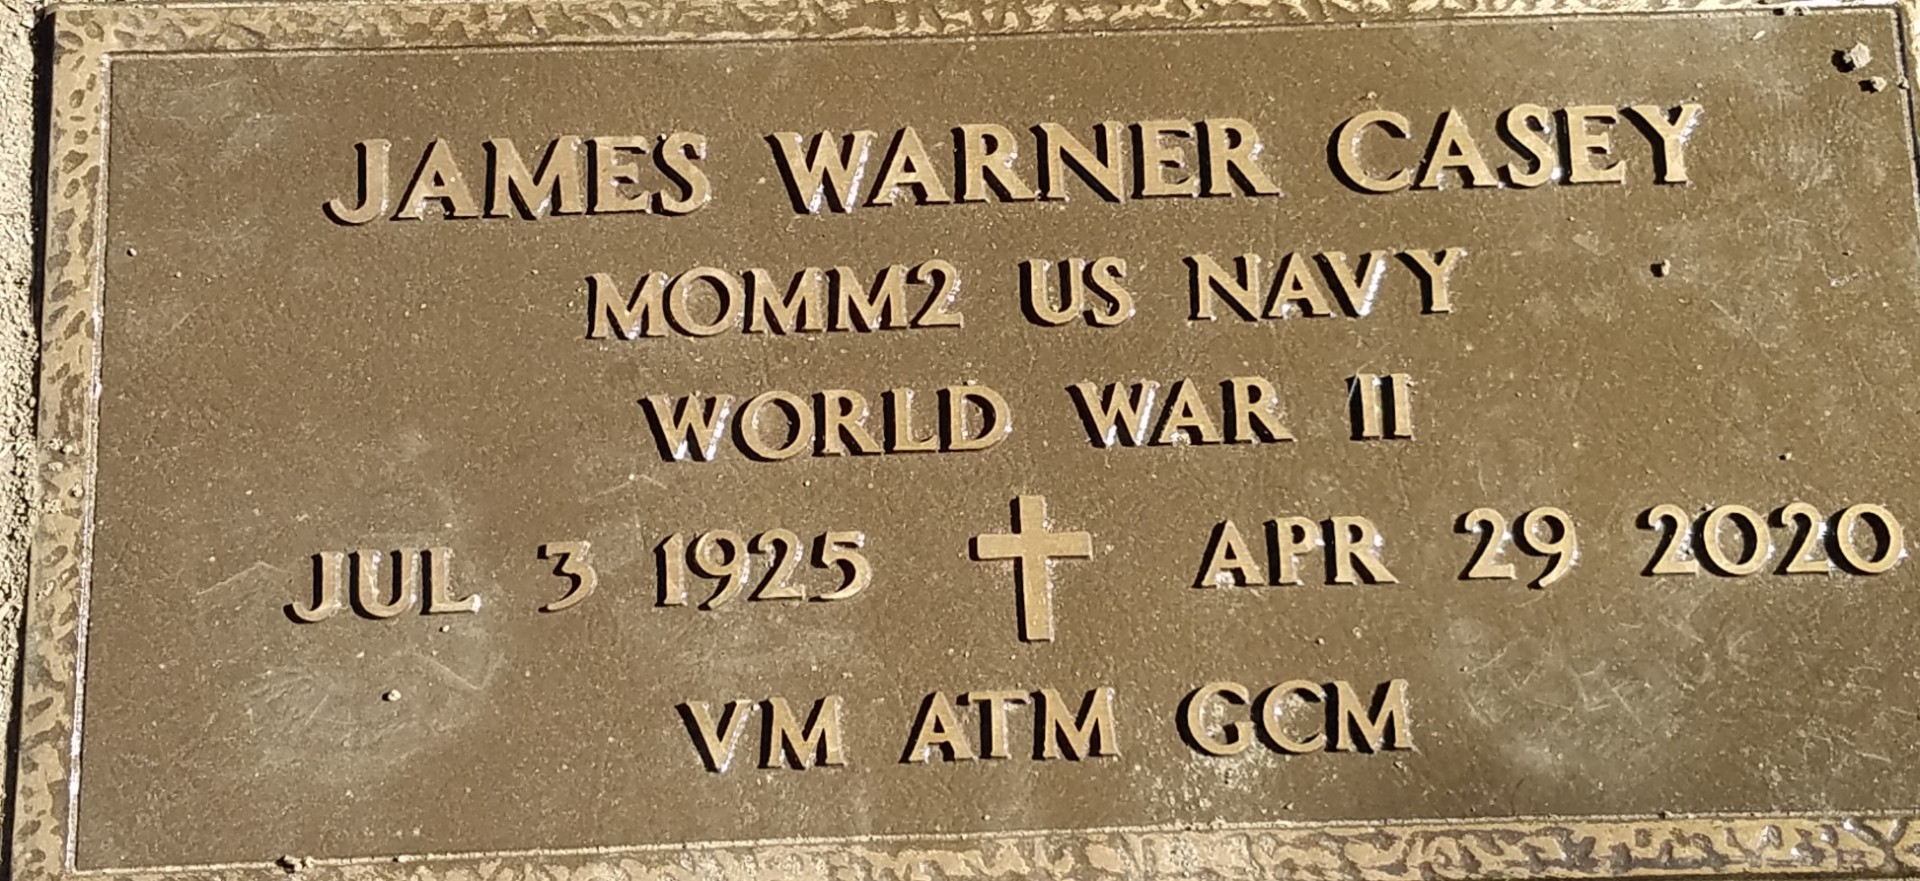 JAMES WARNER CASEY
MOMM2 US NAVY
WORLD WAR II
JUL 3 1925 APR 29 2020
VM ATM GCM